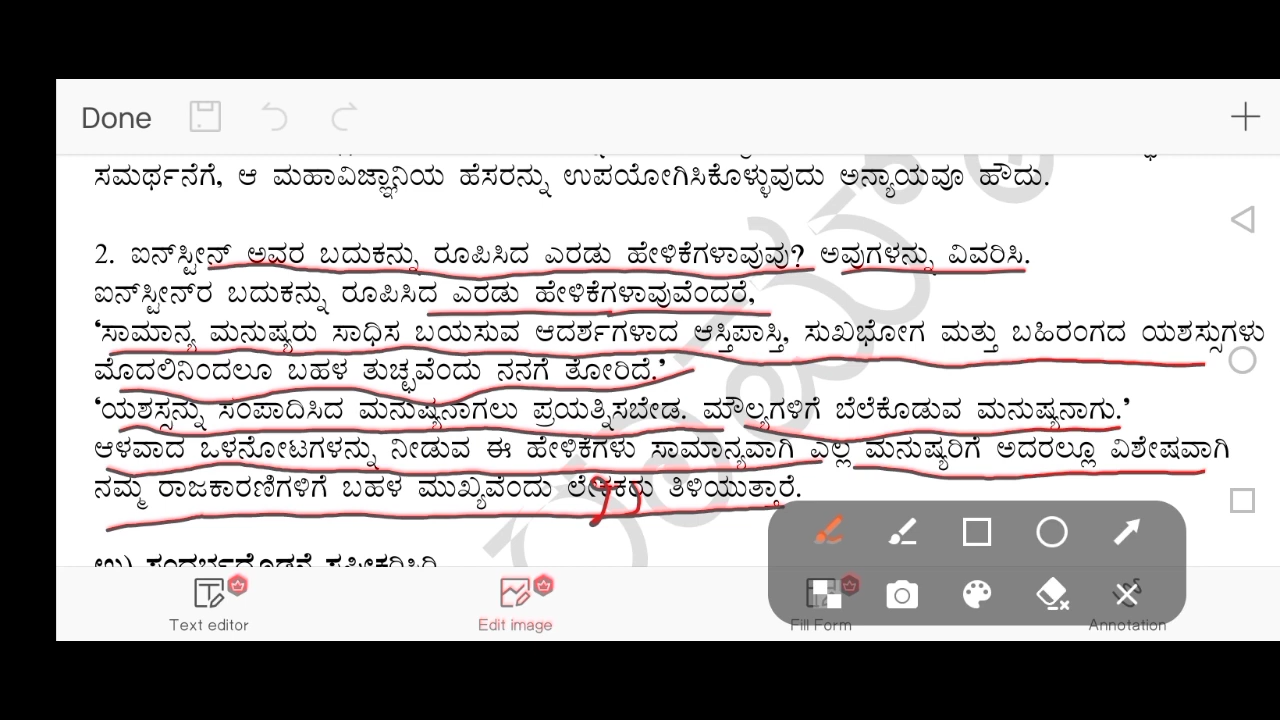 Done
ಸಮರ್ಥನೆಗೆ, ಆ ಮಹಾವಿಜ್ಞಾನಿಯ ಹೆಸರನ್ನು ಉಪಯೋಗಿಸಿಕೊಳ್ಳುವುದು ಅನ್ಯಾಯವೂ ಹೌದು.
2. ಐನ್‌ಸ್ಟೀನ್ ಅವರ ಬದುಕನ್ನು ರೂಪಿಸಿದ ಎರಡು ಹೇಳಿಕೆಗಳಾವುವು? ಅವುಗಳನ್ನು ವಿವರಿಸಿ.
ಐನ್‌ಸ್ಟೀನ್‌ರ ಬದುಕನ್ನು ರೂಪಿಸಿದ ಎರಡು ಹೇಳಿಕೆಗಳಾವುವೆಂದರೆ,
‘ಸಾಮಾನ್ಯ ಮನುಷ್ಯರು ಸಾಧಿಸ ಬಯಸುವ ಆದರ್ಶಗಳಾದ ಆಸ್ತಿಪಾಸ್ತಿ, ಸುಖಭೋಗ ಮತ್ತು ಬಹಿರಂಗದ ಯಶಸ್ಸುಗಳು
ಮೊದಲಿನಿಂದಲೂ ಬಹಳ ತುಚ್ಛವೆಂದು ನನಗೆ ತೋರಿದೆ.’
‘ಯಶಸ್ಸನ್ನು ಸಂಪಾದಿಸಿದ ಮನುಷ್ಯನಾಗಲು ಪ್ರಯತ್ನಿಸಬೇಡ. ಮೌಲ್ಯಗಳಿಗೆ ಬೆಲೆಕೊಡುವ ಮನುಷ್ಯನಾಗು.’
ಆಳವಾದ ಒಳನೋಟಗಳನ್ನು ನೀಡುವ ಈ ಹೇಳಿಕೆಗಳು ಸಾಮಾನ್ಯವಾಗಿ ಎಲ್ಲ ಮನುಷ್ಯರಿಗೆ ಅದರಲ್ಲೂ ವಿಶೇಷವಾಗಿ
ನಮ್ಮ ರಾಜಕಾರಣಿಗಳಿಗೆ ಬಹಳ ಮುಖ್ಯವೆಂದು ಲೇಖಕರು ತಿಳಿಯುತ್ತಾರೆ.
Text editor
Edit image
Fill Form
Annotation